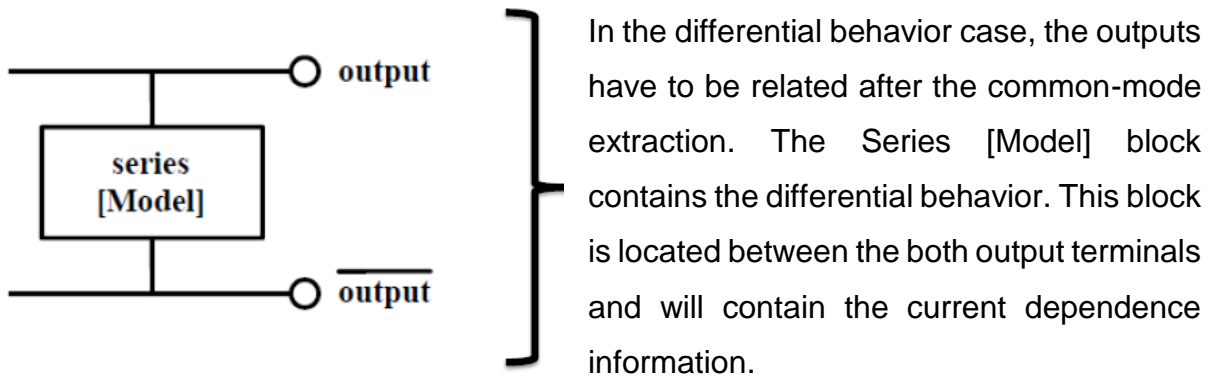 output
series
[Model]
output
In the differential behavior case, the outputs
have to be related after the common-mode
extraction. The Series [Model] block
contains the differential behavior. This block
is located between the both output terminals
and will contain the current dependence
information.